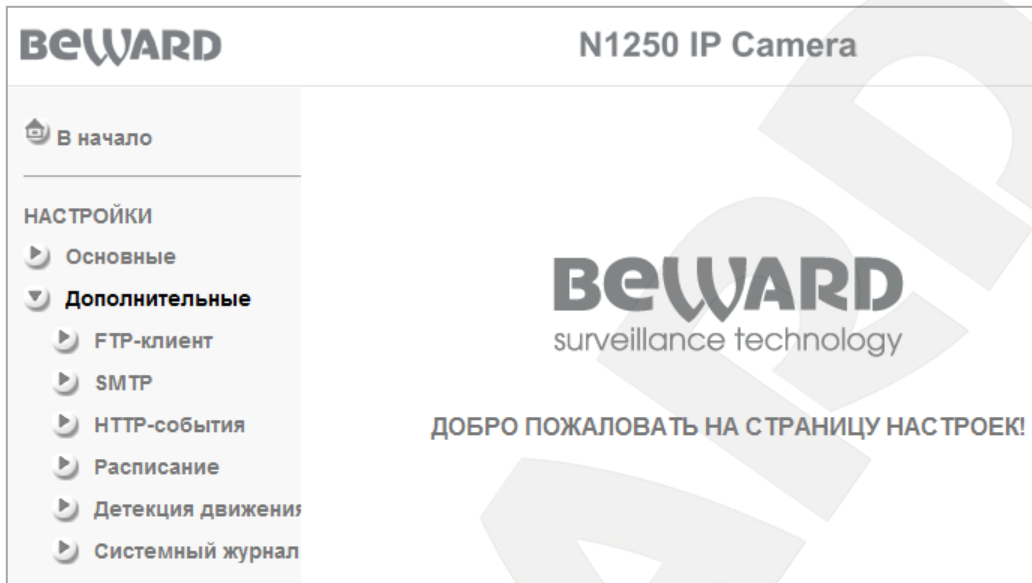 BEWARD
N1250 IP Camera
В начало
НАСТРОЙКИ
Основные
Дополнительные
FTP-клиент
SMTP
HTTP-события
Расписание
Детекция движения
Системный журнал
BEWARD
surveillance technology
ДОБРО ПОЖАЛОВАТЬ НА СТРАНИЦУ НАСТРОЕК!